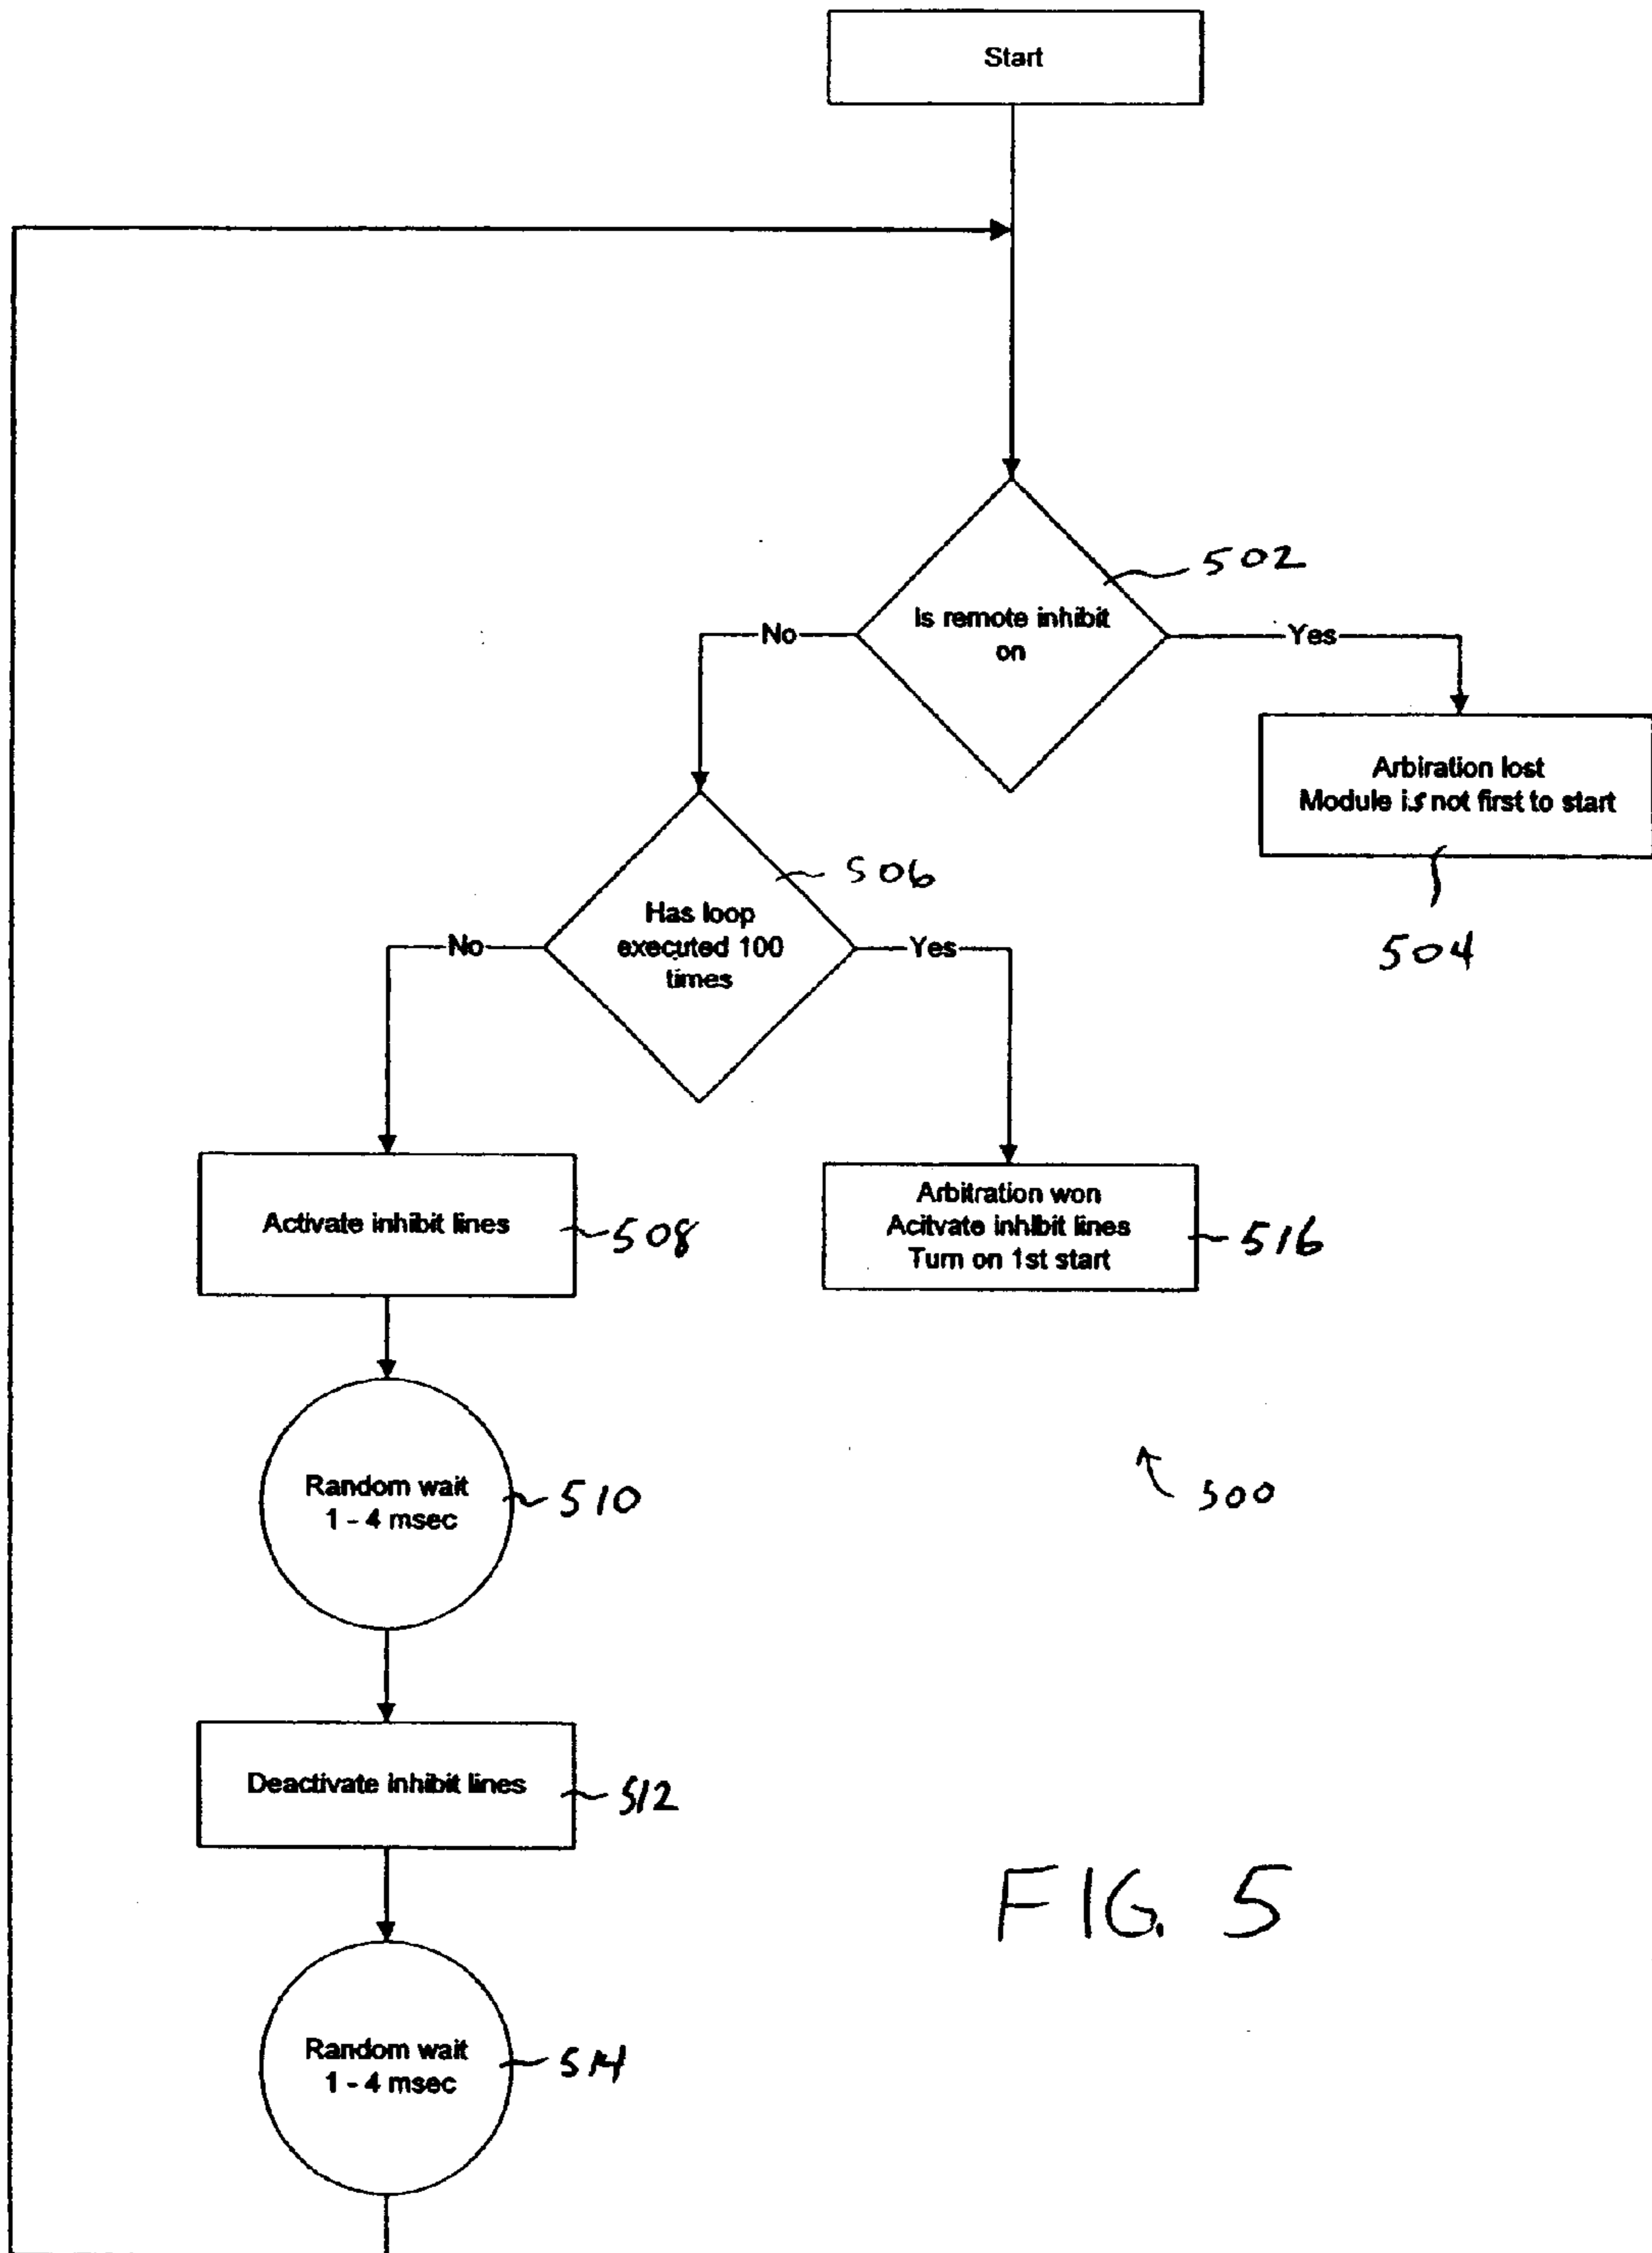 Start
502
Is remote inhibit
on
No
Yes
Arbiration lost
Module is not first to start
504
506
Has loop
executed 100
times
No
Yes
Activate inhibit lines
508
Arbitration won
Acitvate inhibit lines
Turn on 1st start
516
Random wait
1 - 4 msec
510
500
Deactivate inhibit lines
512
FIG. 5
Random wait
1 - 4 msec
514